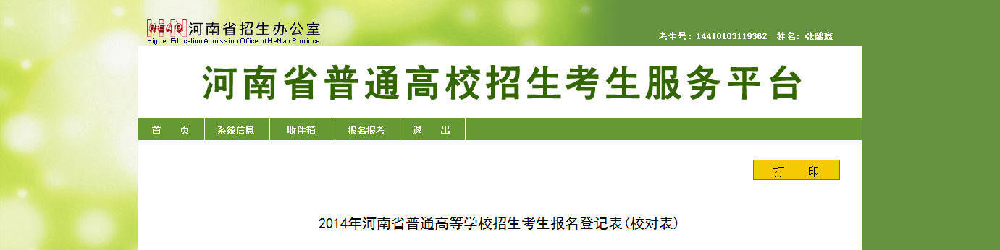 HEAO 河南省招生办公室
Higher Education Admission Office of HeNan Province
考生号：14410103119362 姓名：张璐鑫
河南省普通高校招生考生服务平台
首 页 系统信息 收件箱 报名报考 退 出
打 印
2014年河南省普通高等学校招生考生报名登记表(校对表)